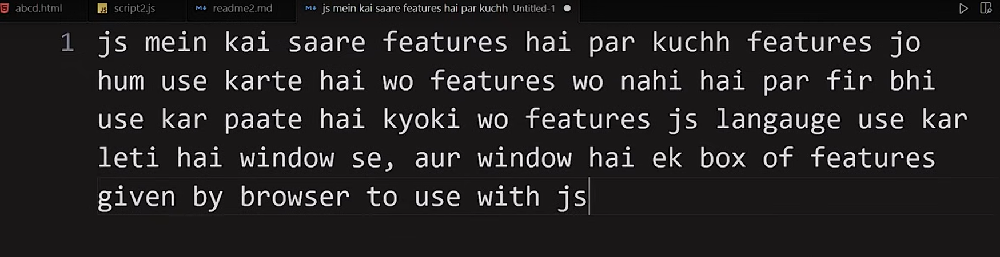 abcd.html script2.js readme2.md js mein kai saare features hai par kuchh Untitled-1
1 js mein kai saare features hai par kuchh features jo
hum use karte hai wo features wo nahi hai par fir bhi
use kar paate hai kyoki wo features js langauge use kar
leti hai window se, aur window hai ek box of features
given by browser to use with js